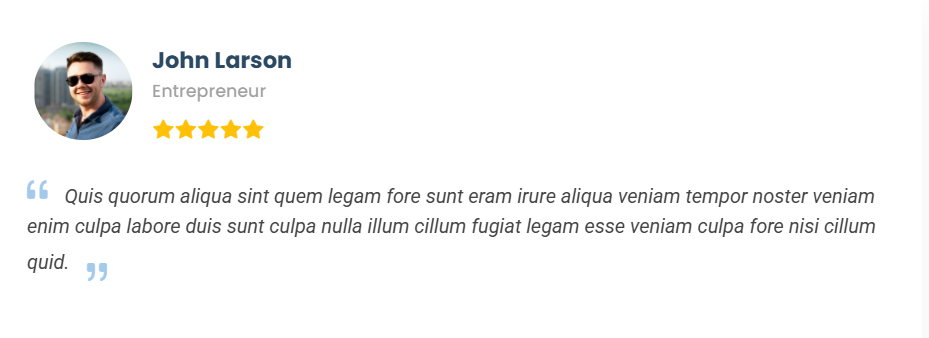 John Larson
Entrepreneur
“ Quis quorum aliqua sint quem legam fore sunt eram irure aliqua veniam tempor noster veniam
enim culpa labore duis sunt culpa nulla illum cillum fugiat legam esse veniam culpa fore nisi cillum
quid. ”